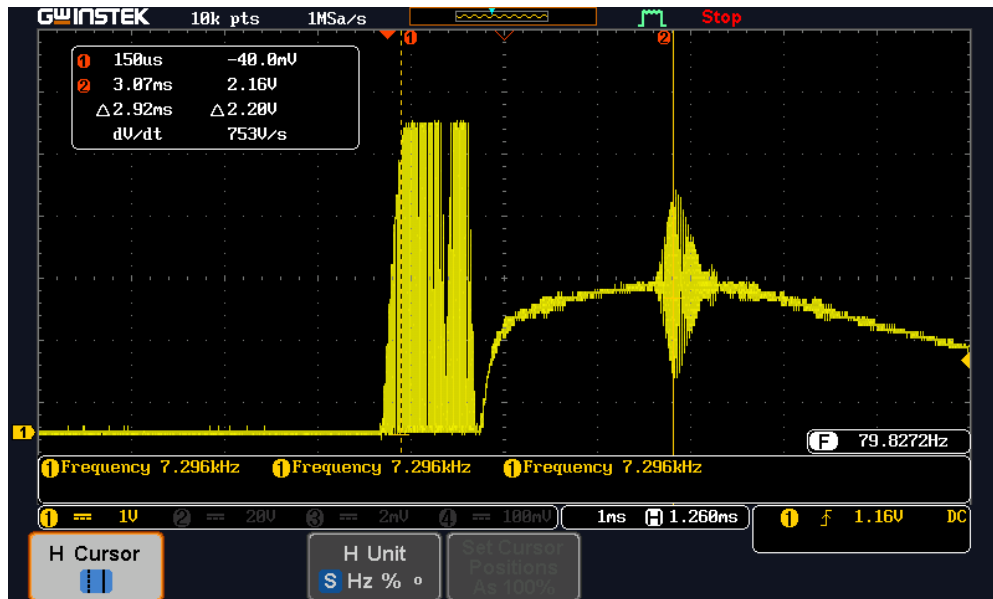 GWINSTEK 10k pts 1MSa/s Stop
1 2
1 150us -40.0mV
2 3.07ms 2.16V
△2.92ms △2.20V
dV/dt 753V/s
1
F 79.8272Hz
1 Frequency 7.296kHz 1 Frequency 7.296kHz 1 Frequency 7.296kHz
1 1V 2 20V 3 2mV 4 100mV 1ms H 1.260ms 1 1.16V DC
H Cursor H Unit Set Cursor
S Hz % ° Positions
As 100%